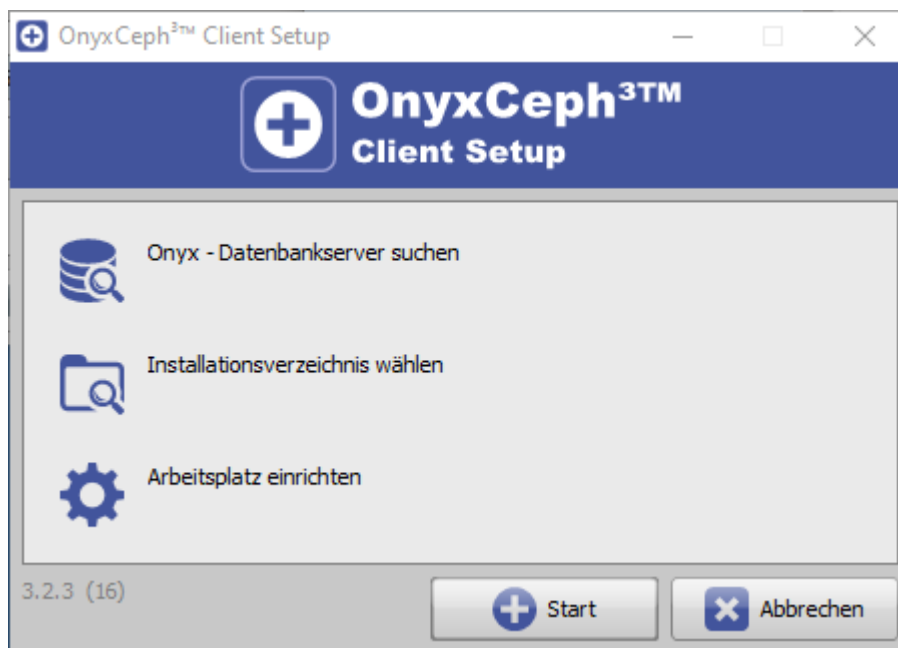 OnyxCeph³™ Client Setup
OnyxCeph³™
Client Setup
Onyx - Datenbankserver suchen
Installationsverzeichnis wählen
Arbeitsplatz einrichten
3.2.3 (16)
Start
Abbrechen